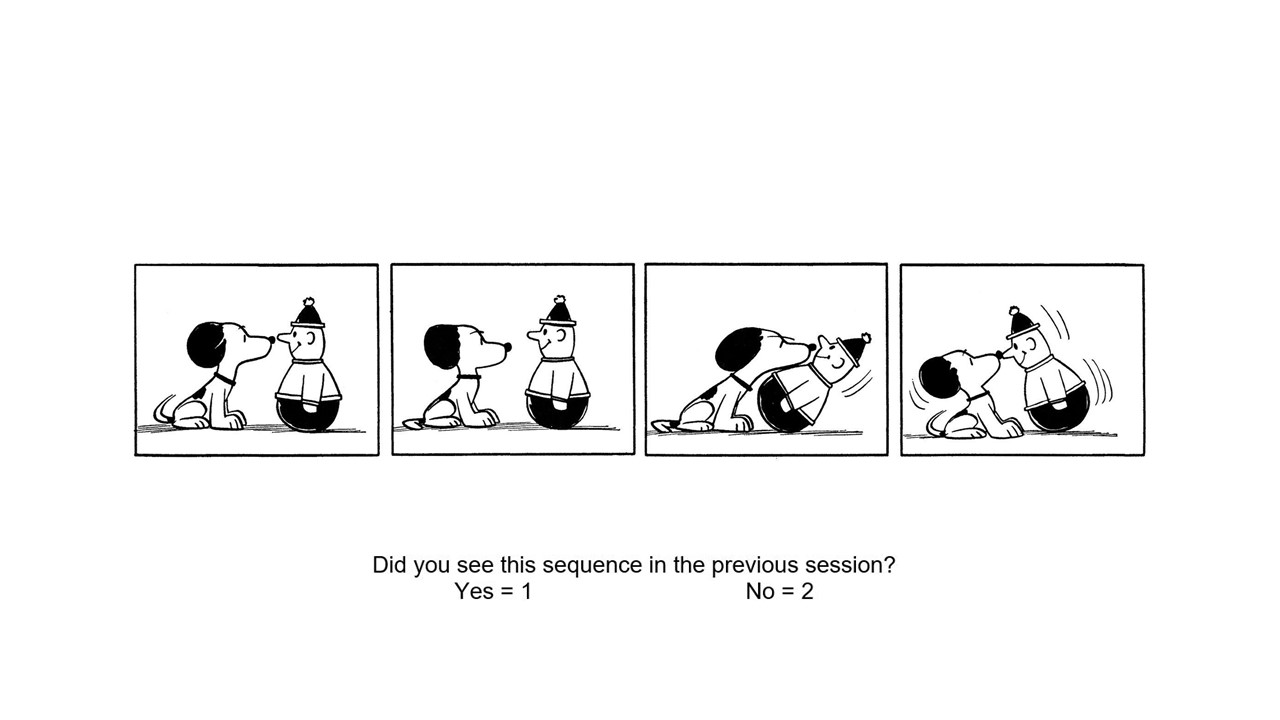 Did you see this sequence in the previous session?
Yes = 1 No = 2